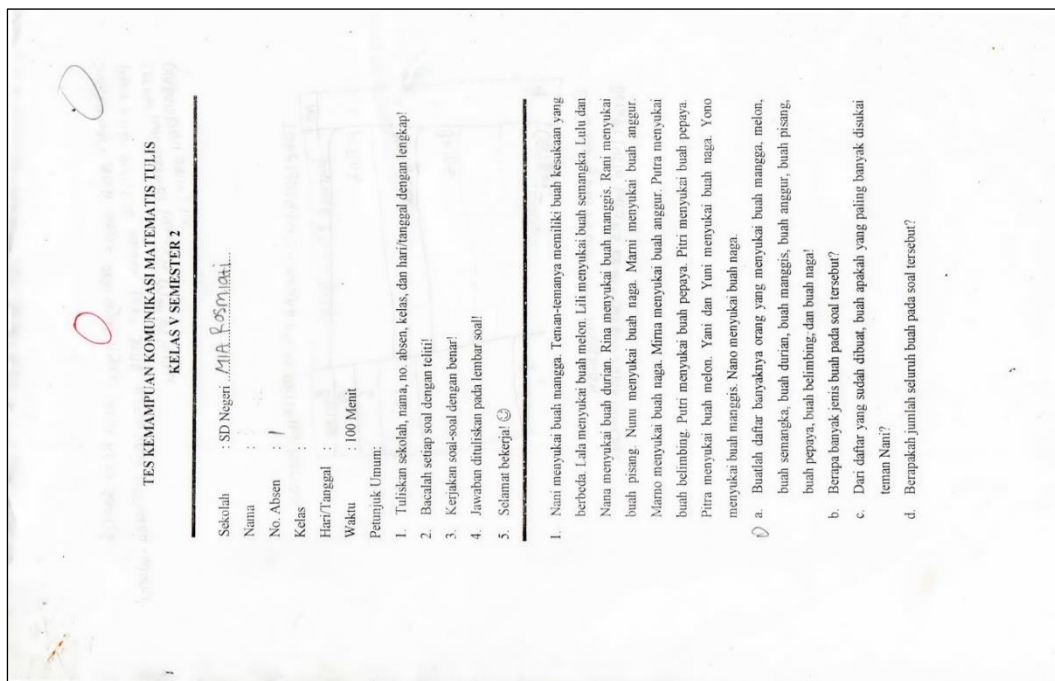 TES KEMAMPUAN KOMUNIKASI MATEMATIS TULIS
KELAS V SEMESTER 2
Sekolah : SD Negeri ..MIA Rosmiati...
Nama :
No. Absen : 1
Kelas :
Hari/Tanggal :
Waktu : 100 Menit
Petunjuk Umum:
1. Tuliskan sekolah, nama, no. absen, kelas, dan hari/tanggal dengan lengkap!
2. Bacalah setiap soal dengan teliti!
3. Kerjakan soal-soal dengan benar!
4. Jawaban dituliskan pada lembar soal!
5. Selamat bekerja! ☺
1. Nani menyukai buah mangga. Teman-temanya memiliki buah kesukaan yang
berbeda. Lala menyukai buah melon. Lili menyukai buah semangka. Lulu dan
Nana menyukai buah durian. Rina menyukai buah manggis. Rani menyukai
buah pisang. Nunu menyukai buah naga. Marni menyukai buah anggur.
Marno menyukai buah naga. Mirna menyukai buah anggur. Putra menyukai
buah belimbing. Putri menyukai buah pepaya. Pitri menyukai buah pepaya.
Pitra menyukai buah melon. Yani dan Yuni menyukai buah naga. Yono
menyukai buah manggis. Nano menyukai buah naga.
a. Buatlah daftar banyaknya orang yang menyukai buah mangga, melon,
buah semangka, buah durian, buah manggis, buah anggur, buah pisang,
buah pepaya, buah belimbing, dan buah naga!
b. Berapa banyak jenis buah pada soal tersebut?
c. Dari daftar yang sudah dibuat, buah apakah yang paling banyak disukai
teman Nani?
d. Berapakah jumlah seluruh buah pada soal tersebut?